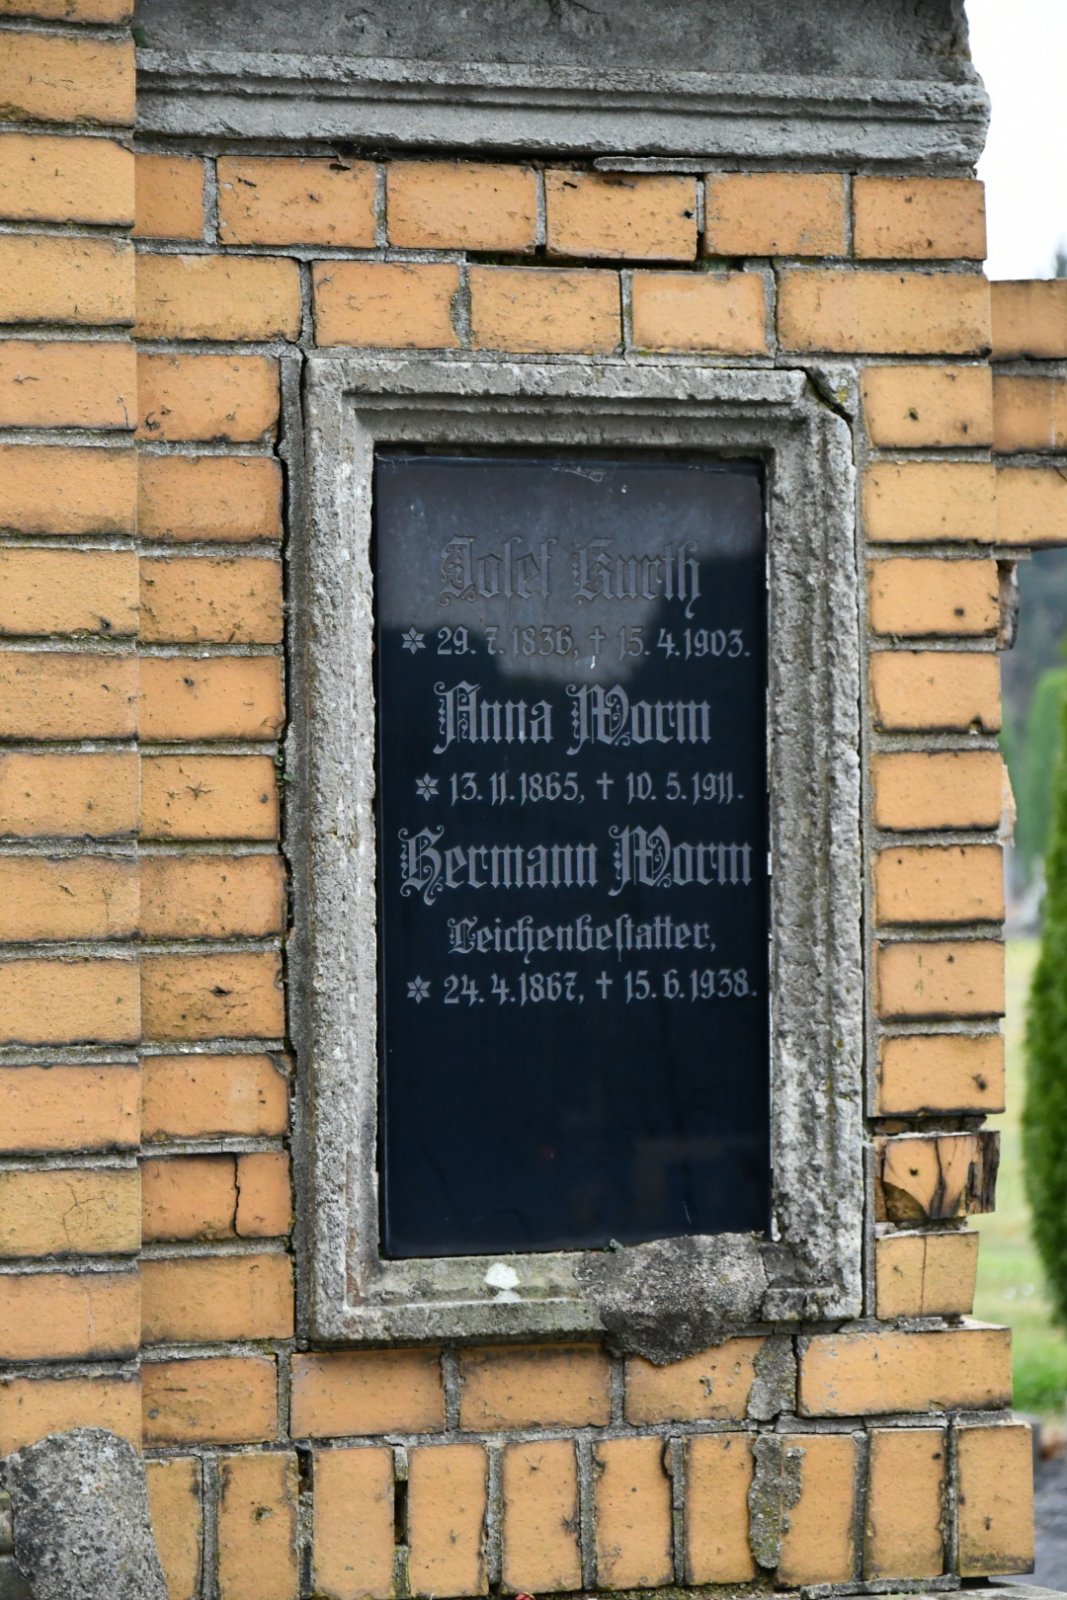 Josef Kurth
* 29. 7. 1836, † 15. 4. 1903.
Anna Worm
* 13. 11. 1865, † 10. 5. 1911.
Hermann Worm
Leichenbeſtatter,
* 24. 4. 1867, † 15. 6. 1938.